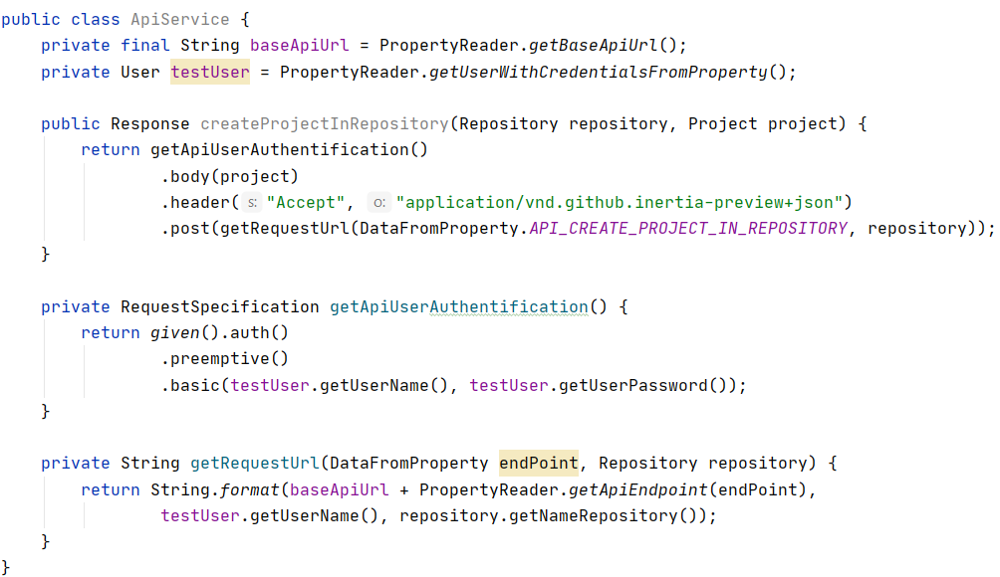 public class ApiService {
    private final String baseApiUrl = PropertyReader.getBaseApiUrl();
    private User testUser = PropertyReader.getUserWithCredentialsFromProperty();

    public Response createProjectInRepository(Repository repository, Project project) {
        return getApiUserAuthentification()
                .body(project)
                .header( s: "Accept", o: "application/vnd.github.inertia-preview+json")
                .post(getRequestUrl(DataFromProperty.API_CREATE_PROJECT_IN_REPOSITORY, repository));
    }

    private RequestSpecification getApiUserAuthentification() {
        return given().auth()
                .preemptive()
                .basic(testUser.getUserName(), testUser.getUserPassword());
    }

    private String getRequestUrl(DataFromProperty endPoint, Repository repository) {
        return String.format(baseApiUrl + PropertyReader.getApiEndpoint(endPoint),
                testUser.getUserName(), repository.getNameRepository());
    }
}